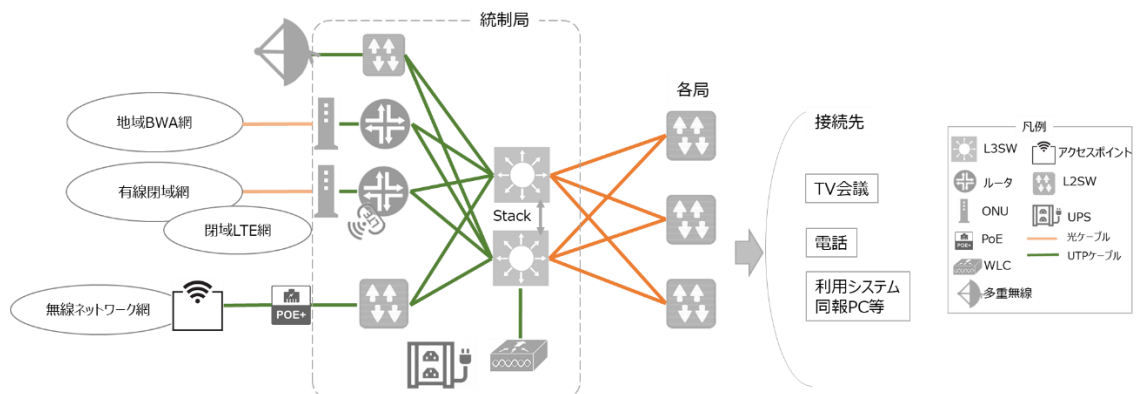 統制局
各局
地域BWA網
有線閉域網
閉域LTE網
無線ネットワーク網
POE+
Stack
接続先
TV会議
電話
利用システム
同報PC等
凡例
L3SW
アクセスポイント
ルータ
L2SW
ONU
UPS
PoE
POE+
光ケーブル
WLC
UTPケーブル
多重無線